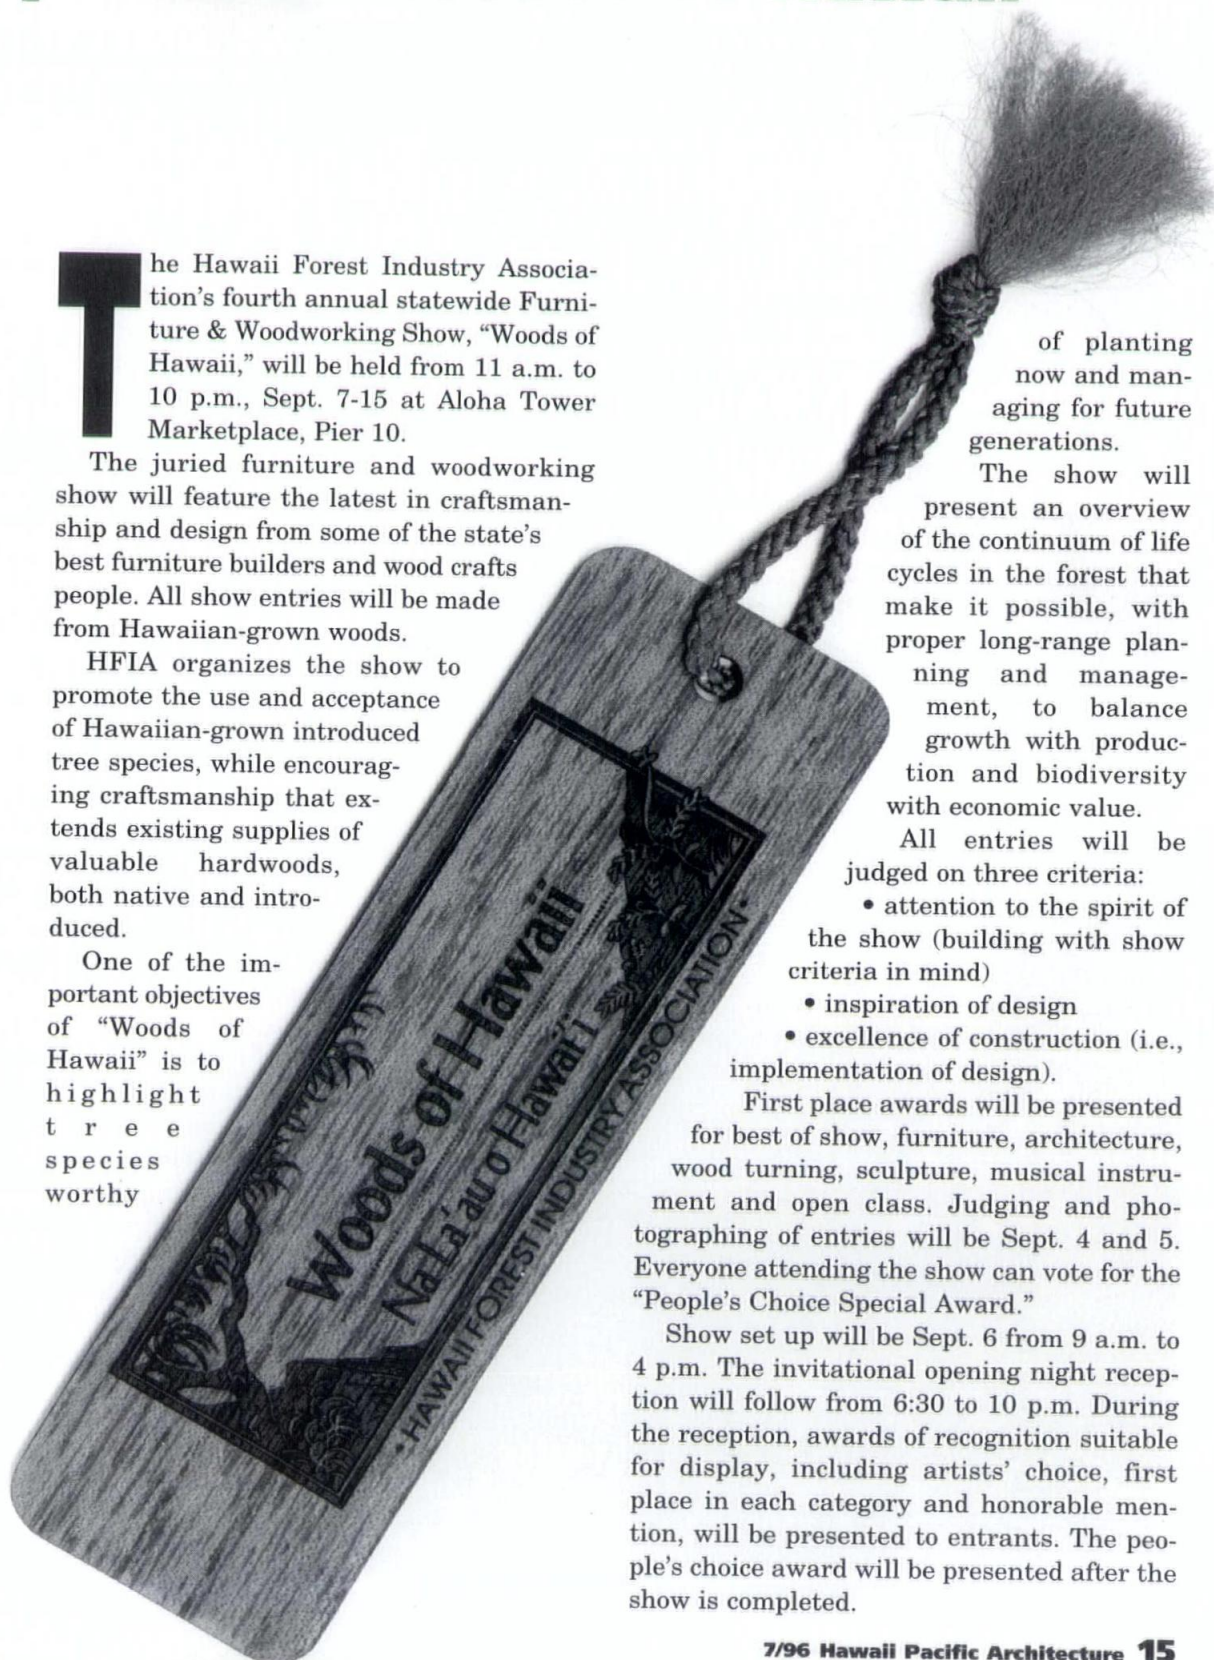 The Hawaii Forest Industry Associa-
tion's fourth annual statewide Furni-
ture & Woodworking Show, “Woods of
Hawaii,” will be held from 11 a.m. to
10 p.m., Sept. 7-15 at Aloha Tower
Marketplace, Pier 10.
The juried furniture and woodworking
show will feature the latest in craftsman-
ship and design from some of the state's
best furniture builders and wood crafts
people. All show entries will be made
from Hawaiian-grown woods.
HFIA organizes the show to
promote the use and acceptance
of Hawaiian-grown introduced
tree species, while encourag-
ing craftsmanship that ex-
tends existing supplies of
valuable hardwoods,
both native and intro-
duced.
One of the im-
portant objectives
of “Woods of
Hawaii” is to
highlight
tree
species
worthy
Woods of Hawaii
Na La'au o Hawai'i
• HAWAII FOREST INDUSTRY ASSOCIATION •
of planting
now and man-
aging for future
generations.
The show will
present an overview
of the continuum of life
cycles in the forest that
make it possible, with
proper long-range plan-
ning and manage-
ment, to balance
growth with produc-
tion and biodiversity
with economic value.
All entries will be
judged on three criteria:
• attention to the spirit of
the show (building with show
criteria in mind)
• inspiration of design
• excellence of construction (i.e.,
implementation of design).
First place awards will be presented
for best of show, furniture, architecture,
wood turning, sculpture, musical instru-
ment and open class. Judging and pho-
tographing of entries will be Sept. 4 and 5.
Everyone attending the show can vote for the
“People's Choice Special Award.”
Show set up will be Sept. 6 from 9 a.m. to
4 p.m. The invitational opening night recep-
tion will follow from 6:30 to 10 p.m. During
the reception, awards of recognition suitable
for display, including artists' choice, first
place in each category and honorable men-
tion, will be presented to entrants. The peo-
ple's choice award will be presented after the
show is completed.
7/96 Hawaii Pacific Architecture 15